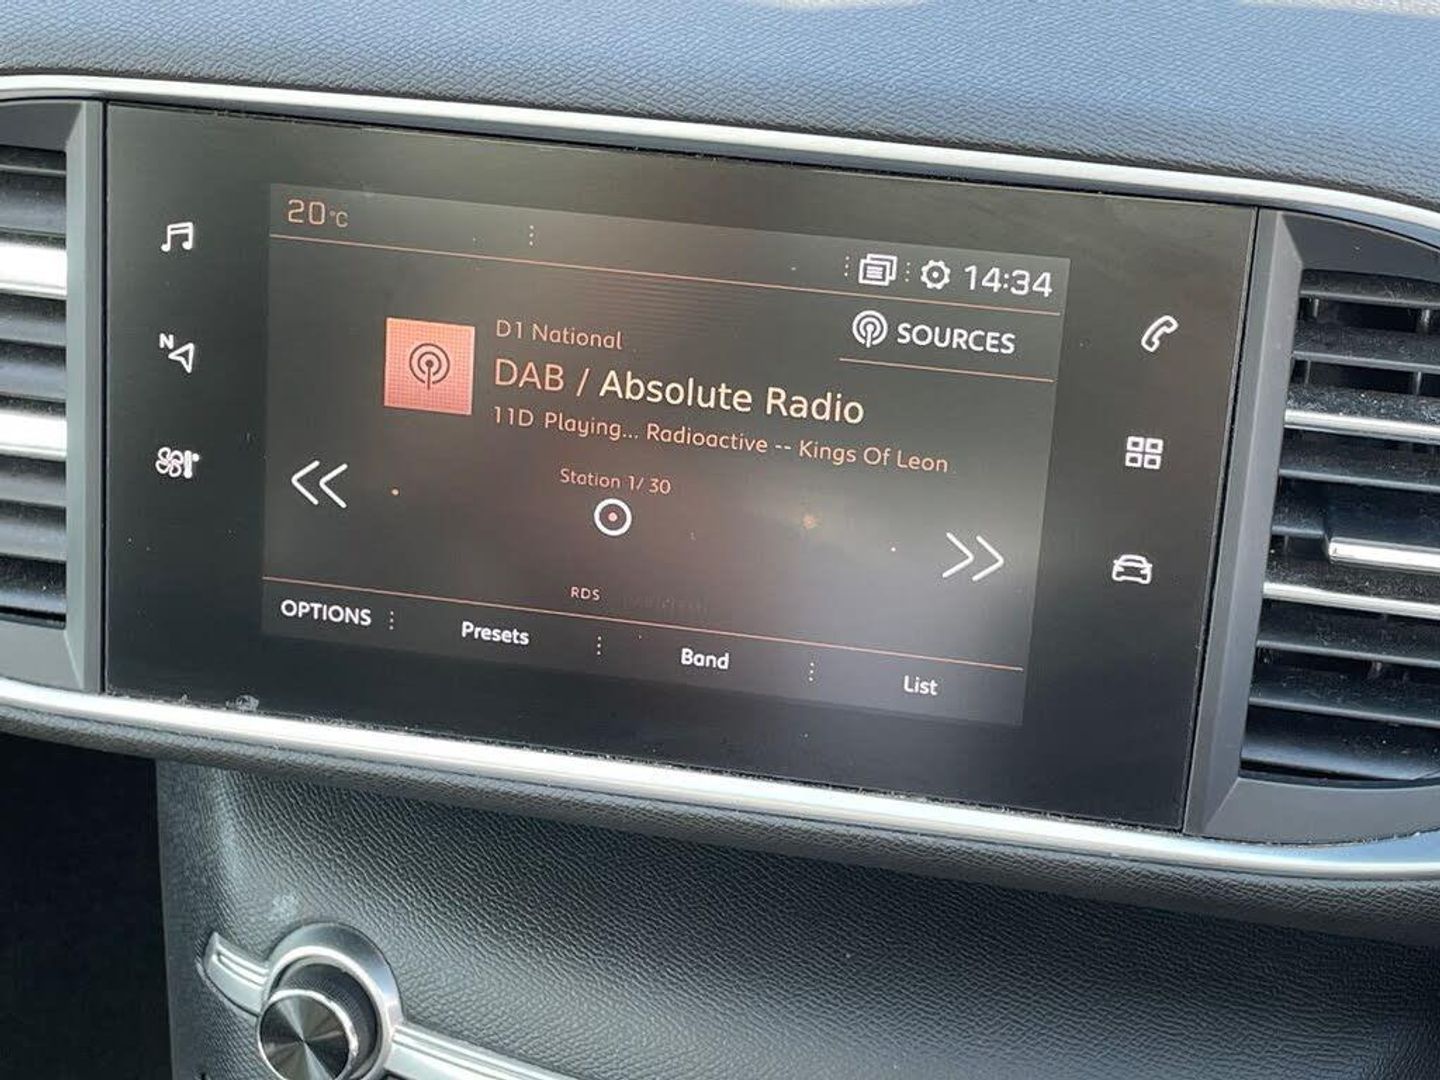 20°C
14:34
SOURCES
D1 National
DAB / Absolute Radio
11D Playing... Radioactive -- Kings Of Leon
Station 1/ 30
N
RDS
OPTIONS
Presets
Band
List